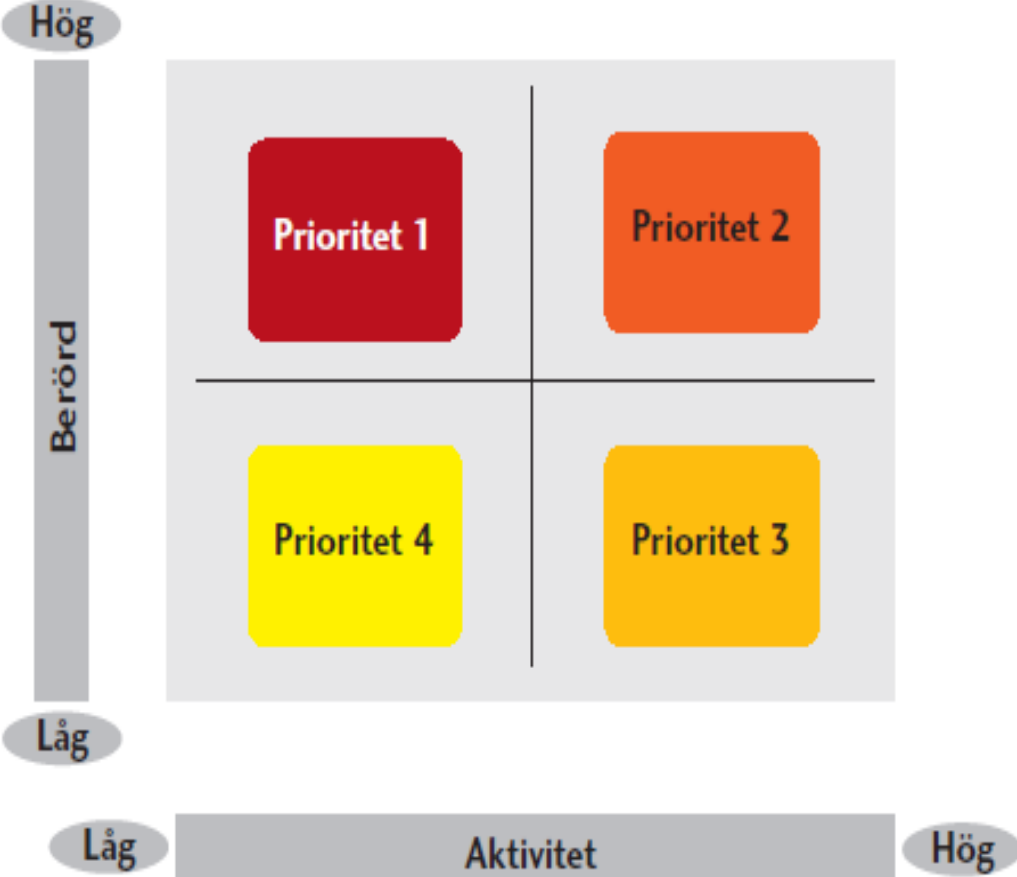 Hög
Prioritet 1
Prioritet 2
Berörd
Prioritet 4
Prioritet 3
Låg
Låg
Aktivitet
Hög